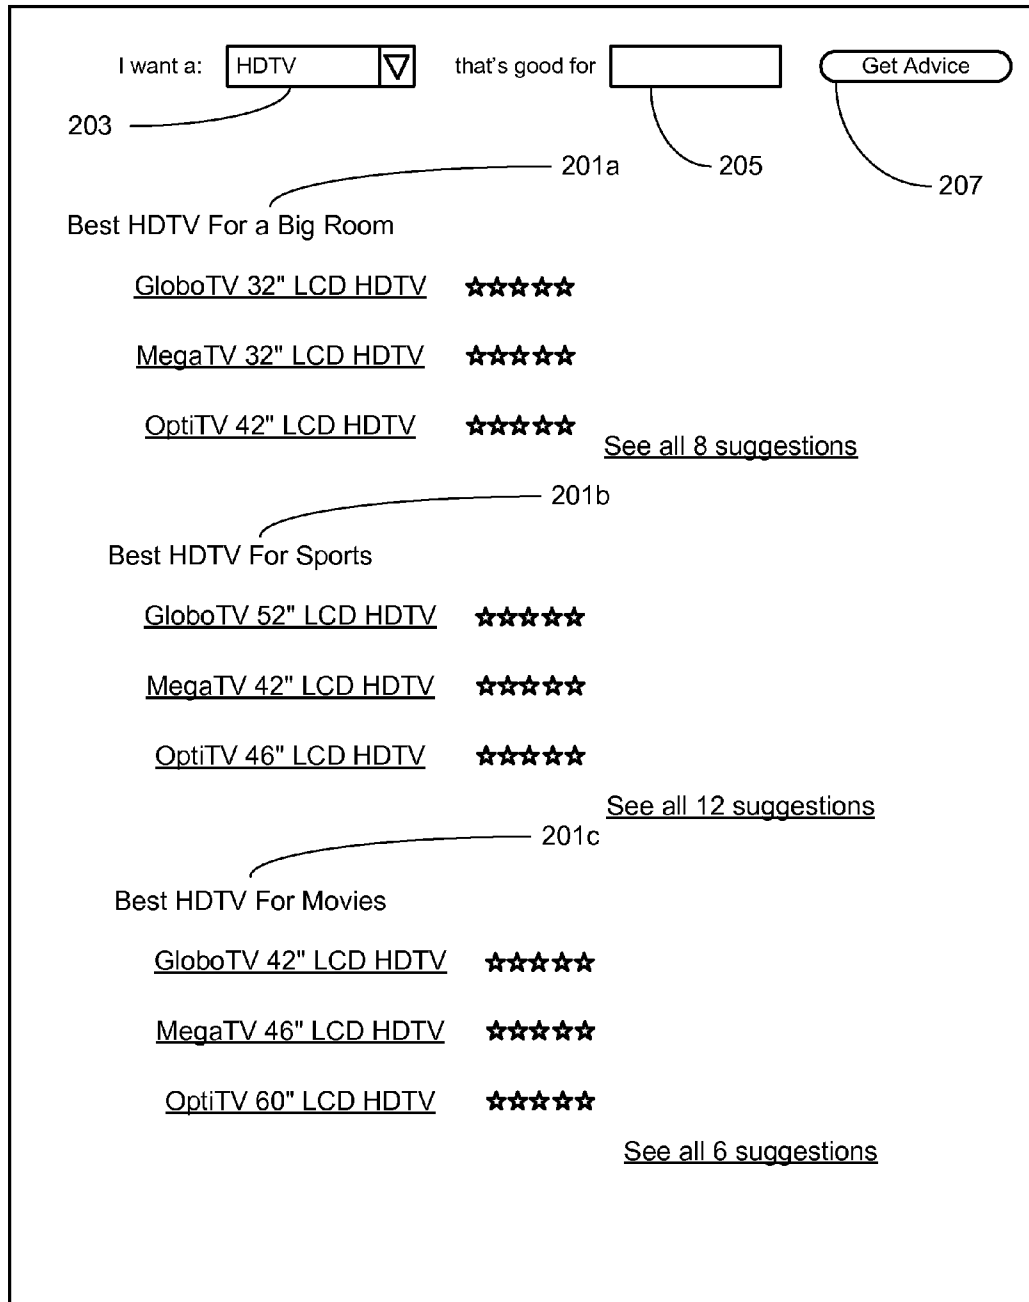 I want a: HDTV that's good for Get Advice
203
201a 205
207
Best HDTV For a Big Room
GloboTV 32" LCD HDTV
MegaTV 32" LCD HDTV
OptiTV 42" LCD HDTV
See all 8 suggestions
201b
Best HDTV For Sports
GloboTV 52" LCD HDTV
MegaTV 42" LCD HDTV
OptiTV 46" LCD HDTV
See all 12 suggestions
201c
Best HDTV For Movies
GloboTV 42" LCD HDTV
MegaTV 46" LCD HDTV
OptiTV 60" LCD HDTV
See all 6 suggestions